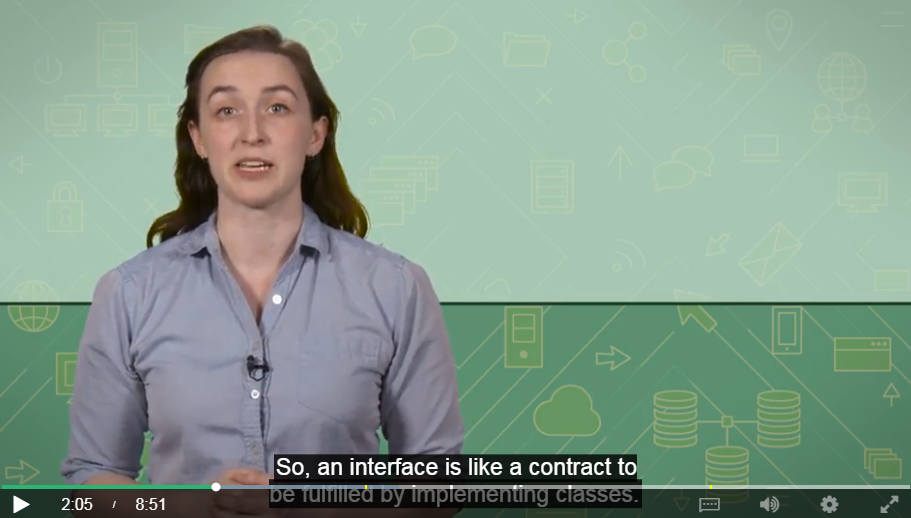 So, an interface is like a contract to
be fulfilled by implementing classes.
2:05 / 8:51